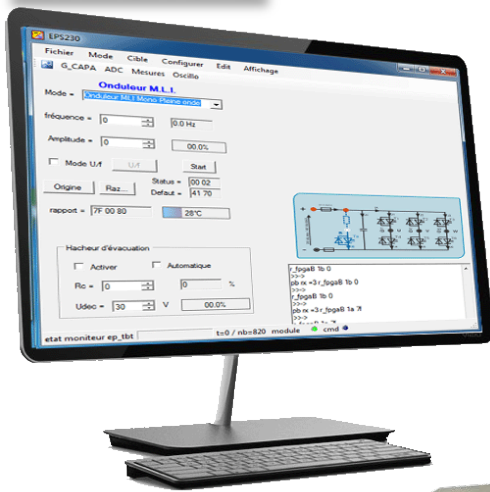 EPS230
Fichier Mode Cible Configurer Edit Affichage
G_CAPA ADC Mesures Oscillo
Onduleur M.L.I.
Mode = Onduleur MLI Mono Pleine onde
fréquence = 0 0.0 Hz
Amplitude = 0 00.0%
Mode U/f U/f Start
Origine Raz... Status = 00 02
Defaut = 41 70
rapport = 7F 00 80 28°C
Hacheur d'évacuation
Activer Automatique
Rc = 0 0 %
Udec = 30 V 00.0%
r_fpgaB 1b 0
>>->
pb rx =3 r_fpgaB 1b 0
>>->
r_fpgaB 1b 0
>>->
pb rx =3 r_fpgaB 1a 7f
>>->
etat moniteur ep_tbt t=0 / nb=820 module cmd